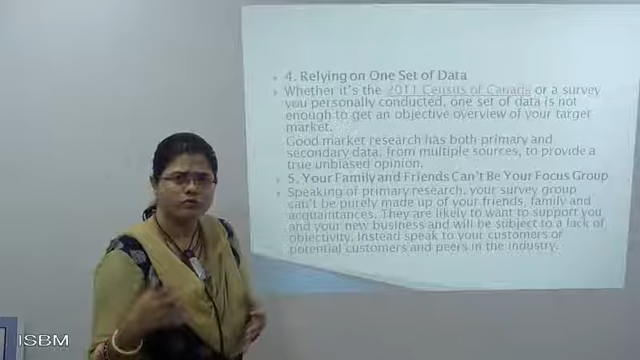 4. Relying on One Set of Data
Whether it's the 2011 Census of Canada or a survey
you personally conducted, one set of data is not
enough to get an objective overview of your target
market.
Good market research has both primary and
secondary data, from multiple sources, to provide a
true unbiased opinion.
5. Your Family and Friends Can't Be Your Focus Group
Speaking of primary research, your survey group
can't be purely made up of your friends, family and
acquaintances. They are likely to want to support you
and your new business and will be subject to a lack of
objectivity. Instead speak to your customers or
potential customers and peers in the industry.
ISBM